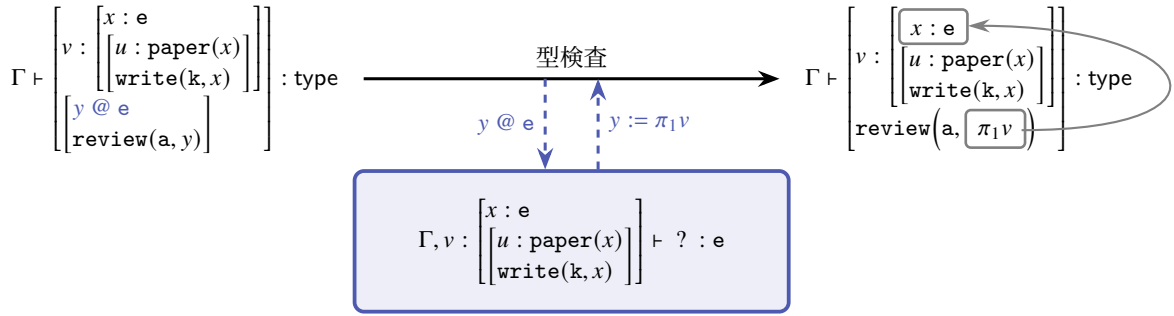 Γ ⊢ [v : [x : e
[u : paper(x)
write(k, x)]]
[y @ e
review(a, y)]] : type
型検査
y @ e
y := π₁v
Γ, v : [x : e
[u : paper(x)
write(k, x)]] ⊢ ? : e
Γ ⊢ [v : [x : e
[u : paper(x)
write(k, x)]]
review(a, π₁v)] : type